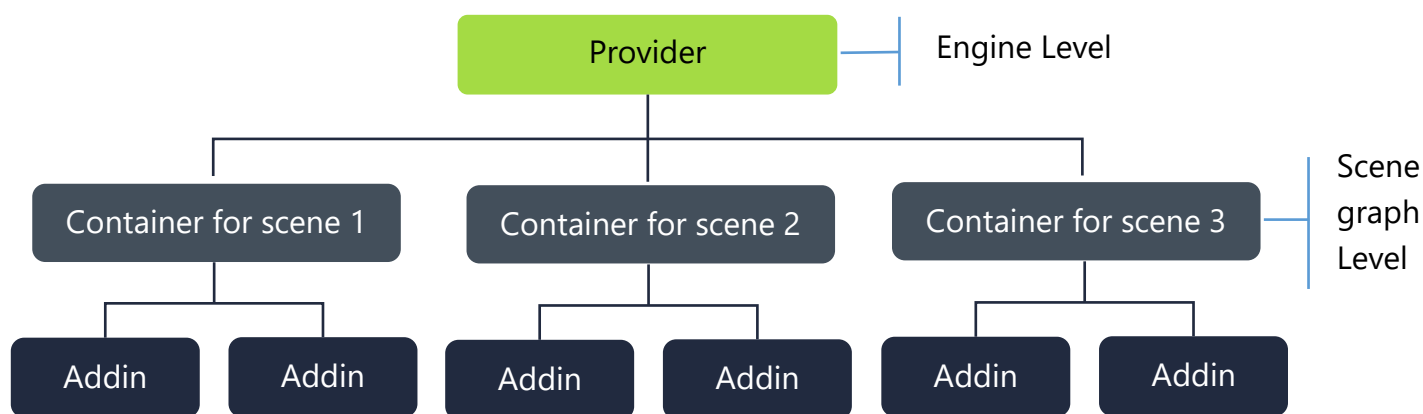 Provider
Engine Level
Container for scene 1
Container for scene 2
Container for scene 3
Scene
graph
Level
Addin
Addin
Addin
Addin
Addin
Addin